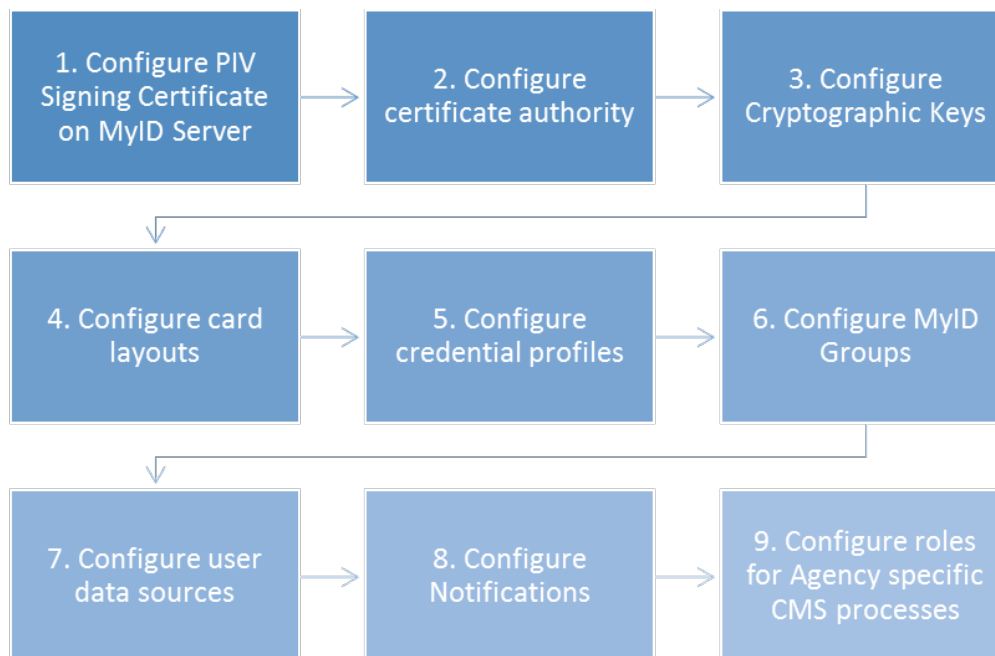 1. Configure PIV
Signing Certificate
on MyID Server
2. Configure
certificate authority
3. Configure
Cryptographic Keys
4. Configure card
layouts
5. Configure
credential profiles
6. Configure MyID
Groups
7. Configure user
data sources
8. Configure
Notifications
9. Configure roles
for Agency specific
CMS processes